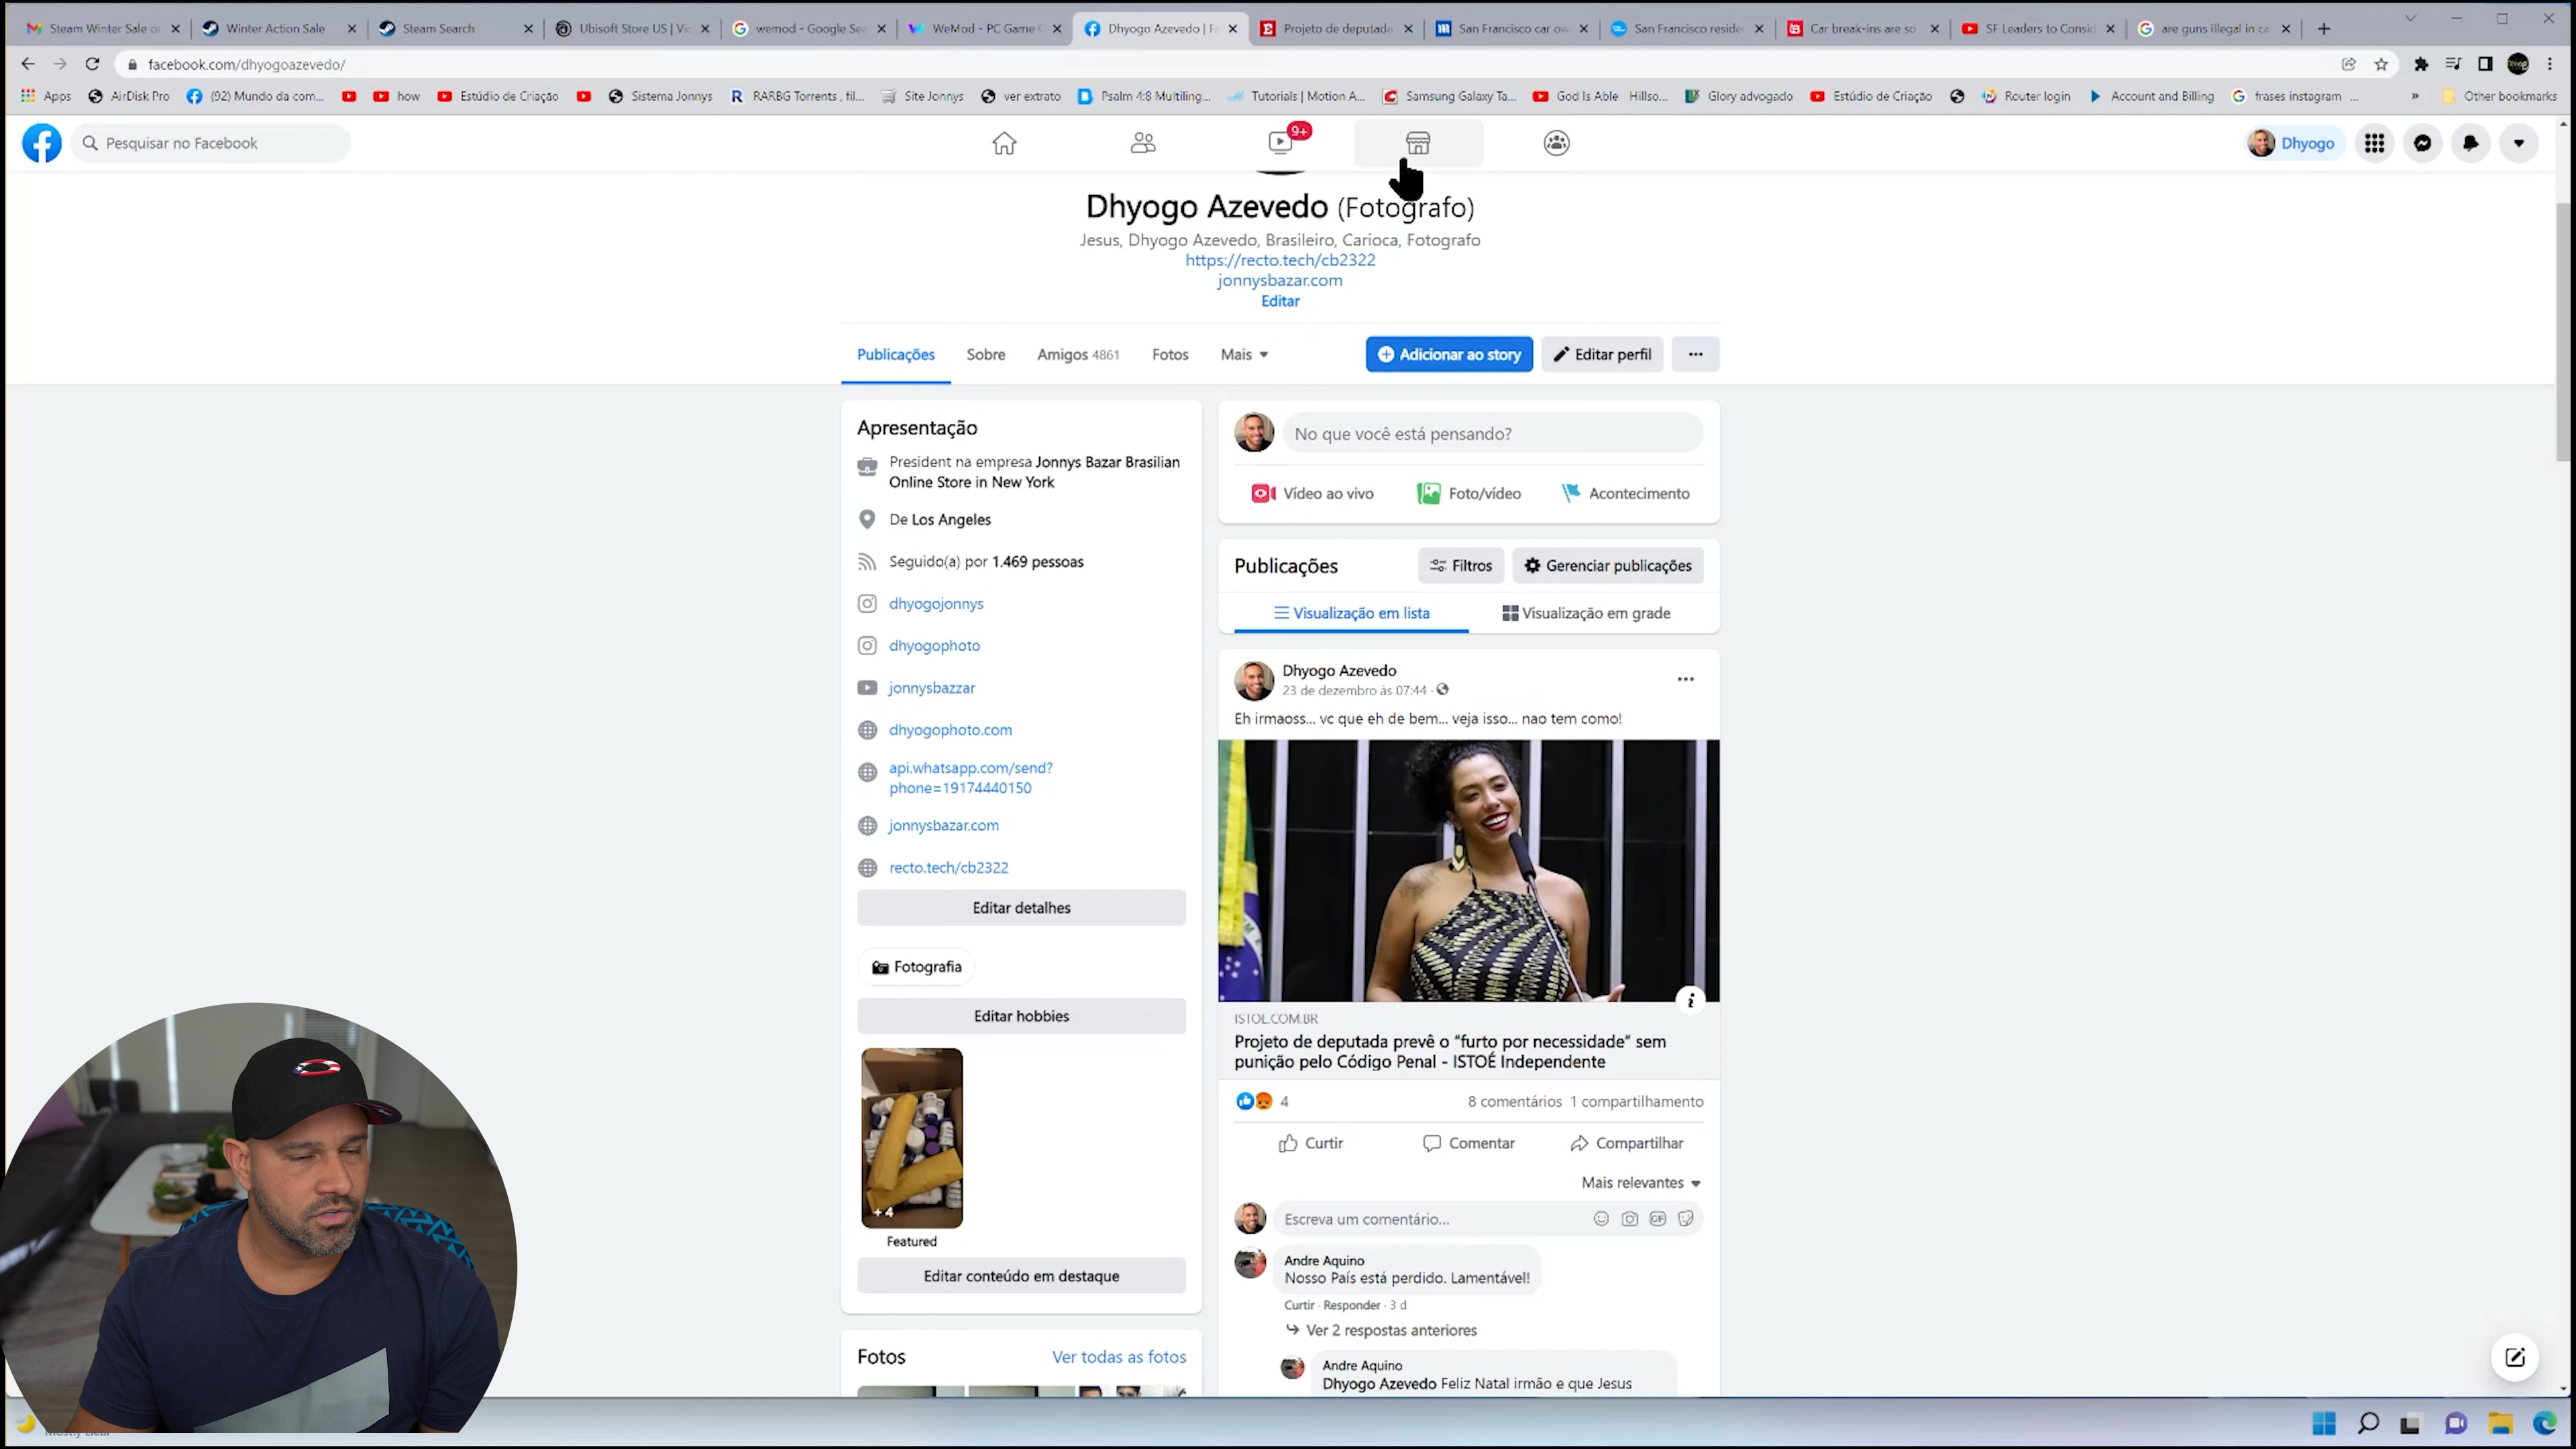 Steam Winter Sale o
Winter Action Sale
Steam Search
Ubisoft Store US | Vi
wemod - Google Sea
WeMod - PC Game C
Dhyogo Azevedo | Fa
Projeto de deputada
San Francisco car ow
San Francisco reside
Car break-ins are so
SF Leaders to Consid
are guns illegal in ca
facebook.com/dhyogoazevedo/
Apps
AirDisk Pro
(92) Mundo da com...
how
Estúdio de Criação
Sistema Jonnys
RARBG Torrents , fil...
Site Jonnys
ver extrato
Psalm 4:8 Multiling...
Tutorials | Motion A...
Samsung Galaxy Ta...
God Is Able Hillso...
Glory advogado
Estúdio de Criação
Router login
Account and Billing
frases instagram ...
»
Other bookmarks
Pesquisar no Facebook
9+
Dhyogo
Dhyogo Azevedo (Fotografo)
Jesus, Dhyogo Azevedo, Brasileiro, Carioca, Fotografo
https://recto.tech/cb2322
jonnysbazar.com
Editar
Publicações
Sobre
Amigos 4861
Fotos
Mais
Adicionar ao story
Editar perfil
Apresentação
President na empresa Jonnys Bazar Brasilian
Online Store in New York
De Los Angeles
Seguido(a) por 1.469 pessoas
dhyogojonnys
dhyogophoto
jonnysbazzar
dhyogophoto.com
api.whatsapp.com/send?
phone=19174440150
jonnysbazar.com
recto.tech/cb2322
Editar detalhes
Fotografia
Editar hobbies
+4
Featured
Editar conteúdo em destaque
Fotos
Ver todas as fotos
No que você está pensando?
Vídeo ao vivo
Foto/vídeo
Acontecimento
Publicações
Filtros
Gerenciar publicações
Visualização em lista
Visualização em grade
Dhyogo Azevedo
23 de dezembro às 07:44 ·
Eh irmaoss... vc que eh de bem... veja isso... nao tem como!
ISTOE.COM.BR
Projeto de deputada prevê o "furto por necessidade" sem
punição pelo Código Penal - ISTOÉ Independente
4
8 comentários 1 compartilhamento
Curtir
Comentar
Compartilhar
Mais relevantes
Escreva um comentário...
GIF
Andre Aquino
Nosso País está perdido. Lamentável!
Curtir · Responder · 3 d
Ver 2 respostas anteriores
Andre Aquino
Dhyogo Azevedo Feliz Natal irmão e que Jesus
Mostly clear